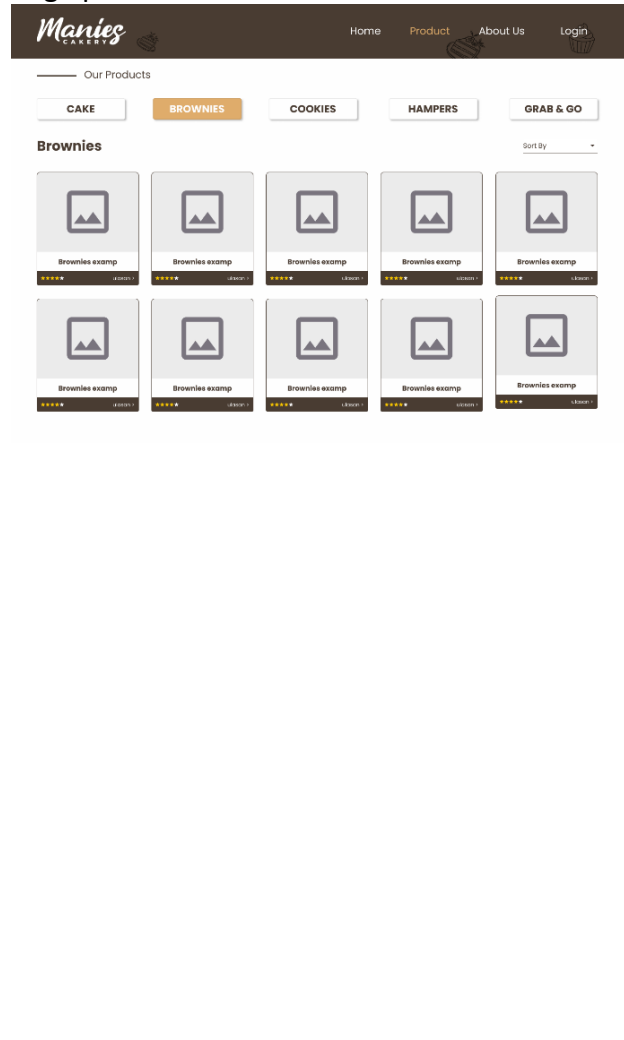 Manies
CAKERY
Home Product About Us Login
Our Products
CAKE BROWNIES COOKIES HAMPERS GRAB & GO
Brownies
Sort By
Brownies examp Brownies examp Brownies examp Brownies examp Brownies examp
Brownies examp Brownies examp Brownies examp Brownies examp Brownies examp